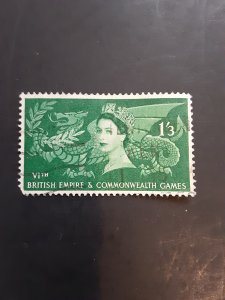 1/3
VITH
BRITISH EMPIRE & COMMONWEALTH GAMES